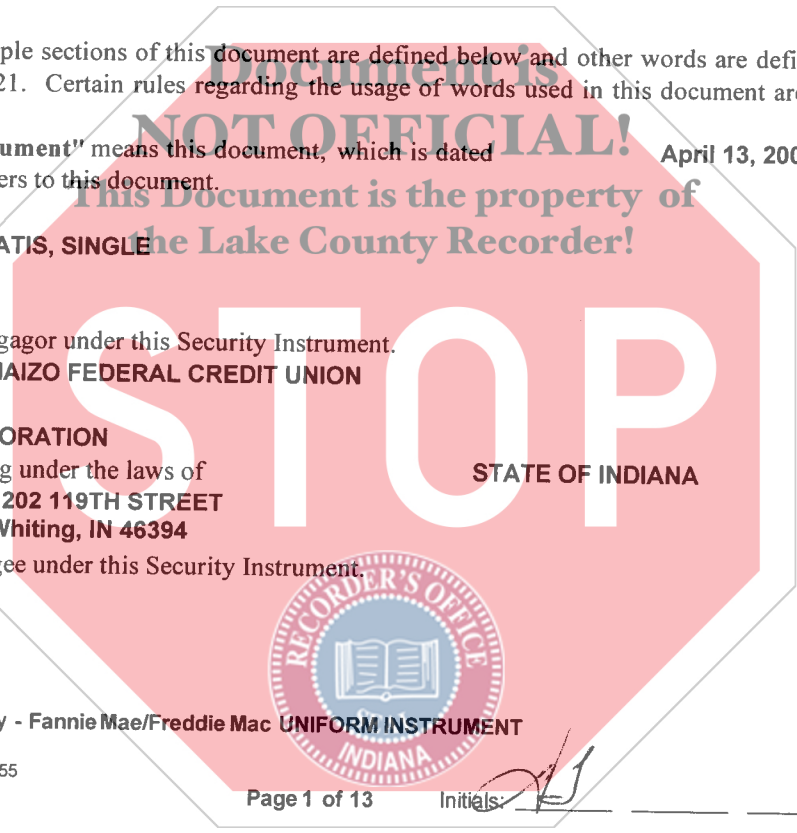 ple sections of this document are defined below and other words are defi
21. Certain rules regarding the usage of words used in this document are
Document is
NOT OFFICIAL!
ument" means this document, which is dated April 13, 200
ers to this document.
This Document is the property of
the Lake County Recorder!
ATIS, SINGLE
gagor under this Security Instrument.
AIZO FEDERAL CREDIT UNION
STOP
ORATION
g under the laws of STATE OF INDIANA
202 119TH STREET
Whiting, IN 46394
gee under this Security Instrument.
RECORDER'S OFFICE
SEAL
INDIANA
y - Fannie Mae/Freddie Mac UNIFORM INSTRUMENT
55
Page 1 of 13 Initials: